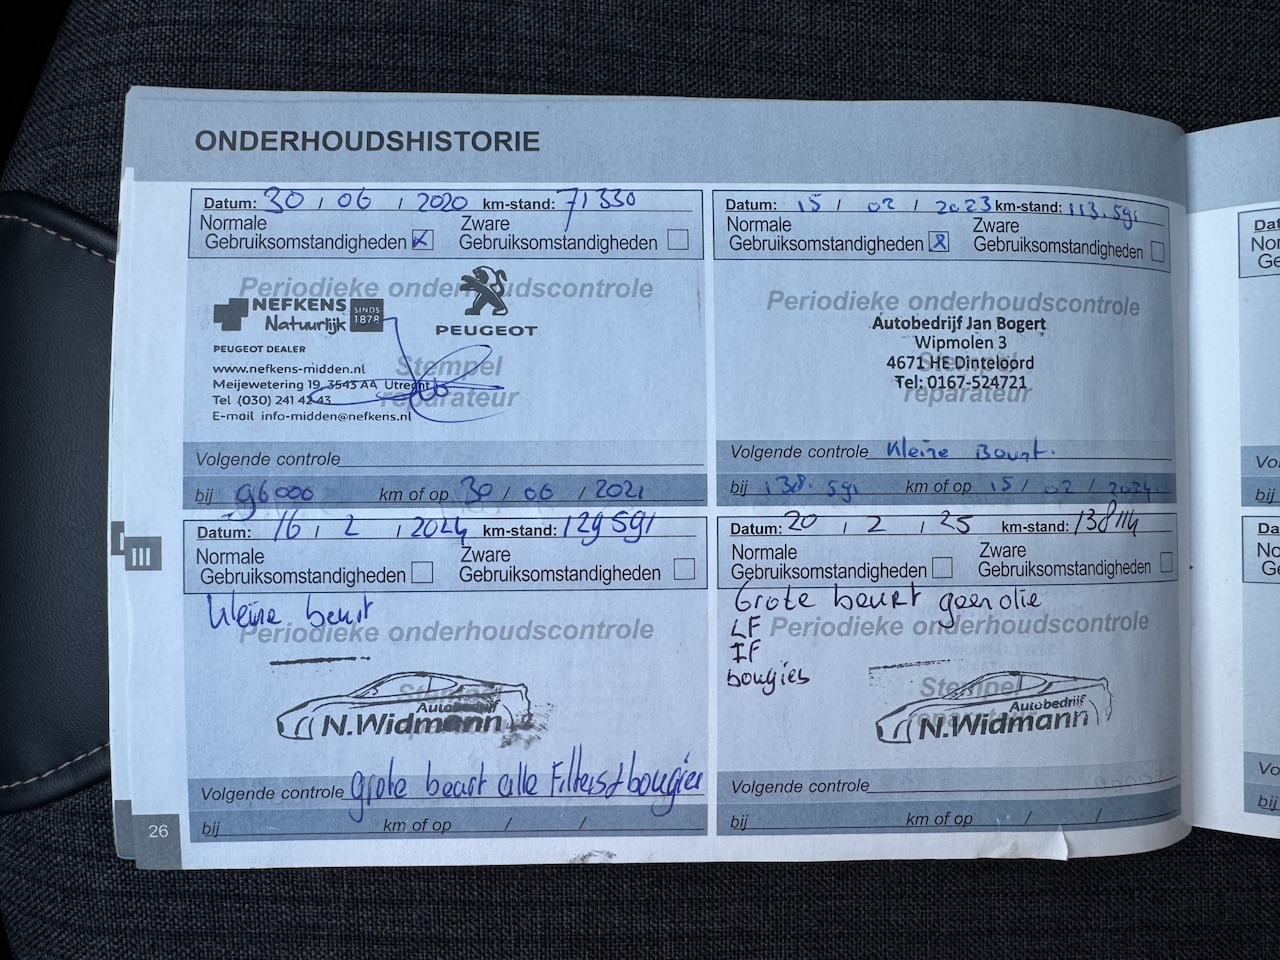 ONDERHOUDSHISTORIE
Datum: 30 / 06 / 2020 km-stand: 71330
Normale Gebruiksomstandigheden
Zware Gebruiksomstandigheden
Periodieke onderhoudscontrole
NEFKENS
Natuurlijk
SINDS 1878
PEUGEOT
PEUGEOT DEALER
www.nefkens-midden.nl
Meijewetering 19, 3543 AA Utrecht
Tel (030) 241 42 43
E-mail info-midden@nefkens.nl
Stempel reparateur
Volgende controle
bij 96000 km of op 30 / 06 / 2021
Datum: 15 / 02 / 2023 km-stand: 113.591
Normale Gebruiksomstandigheden
Zware Gebruiksomstandigheden
Periodieke onderhoudscontrole
Autobedrijf Jan Bogert
Wipmolen 3
4671 HE Dinteloord
Tel: 0167-524721
Stempel reparateur
Volgende controle Kleine Beurt.
bij 138.591 km of op 15 / 02 / 2024
Datum: 16 / 2 / 2024 km-stand: 129591
Normale Gebruiksomstandigheden
Zware Gebruiksomstandigheden
Kleine beurt
Periodieke onderhoudscontrole
Stempel
Autobedrijf
N.Widmann
Volgende controle grote beurt alle Filters + bougies
bij km of op / /
Datum: 20 / 2 / 25 km-stand: 138114
Normale Gebruiksomstandigheden
Zware Gebruiksomstandigheden
Grote beurt geen olie
LF
IF
bougies
Periodieke onderhoudscontrole
Stempel reparateur
Autobedrijf
N.Widmann
Volgende controle
bij km of op / /
III
26